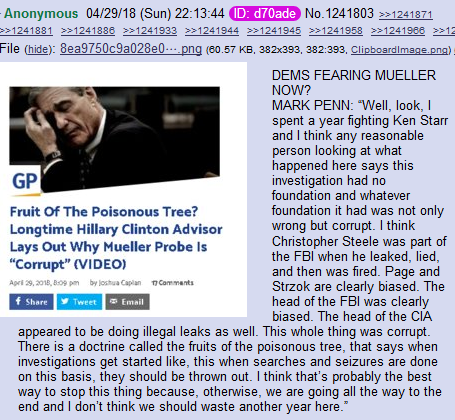 Anonymous 04/29/18 (Sun) 22:13:44 ID: d70ade No.1241803 >>1241871
>>1241881 >>1241886 >>1241933 >>1241944 >>1241945 >>1241958 >>1241966
File (hide): 8ea9750c9a028e0⋯.png (60.57 KB, 382x393, 382:393, ClipboardImage.png)
GP
Fruit Of The Poisonous Tree?
Longtime Hillary Clinton Advisor
Lays Out Why Mueller Probe Is
"Corrupt" (VIDEO)
April 29, 2018, 8:09 pm by Joshua Caplan 17 Comments
Share Tweet Email
DEMS FEARING MUELLER
NOW?
MARK PENN: “Well, look, I
spent a year fighting Ken Starr
and I think any reasonable
person looking at what
happened here says this
investigation had no
foundation and whatever
foundation it had was not only
wrong but corrupt. I think
Christopher Steele was part of
the FBI when he leaked, lied,
and then was fired. Page and
Strzok are clearly biased. The
head of the FBI was clearly
biased. The head of the CIA
appeared to be doing illegal leaks as well. This whole thing was corrupt.
There is a doctrine called the fruits of the poisonous tree, that says when
investigations get started like, this when searches and seizures are done
on this basis, they should be thrown out. I think that’s probably the best
way to stop this thing because, otherwise, we are going all the way to the
end and I don’t think we should waste another year here.”